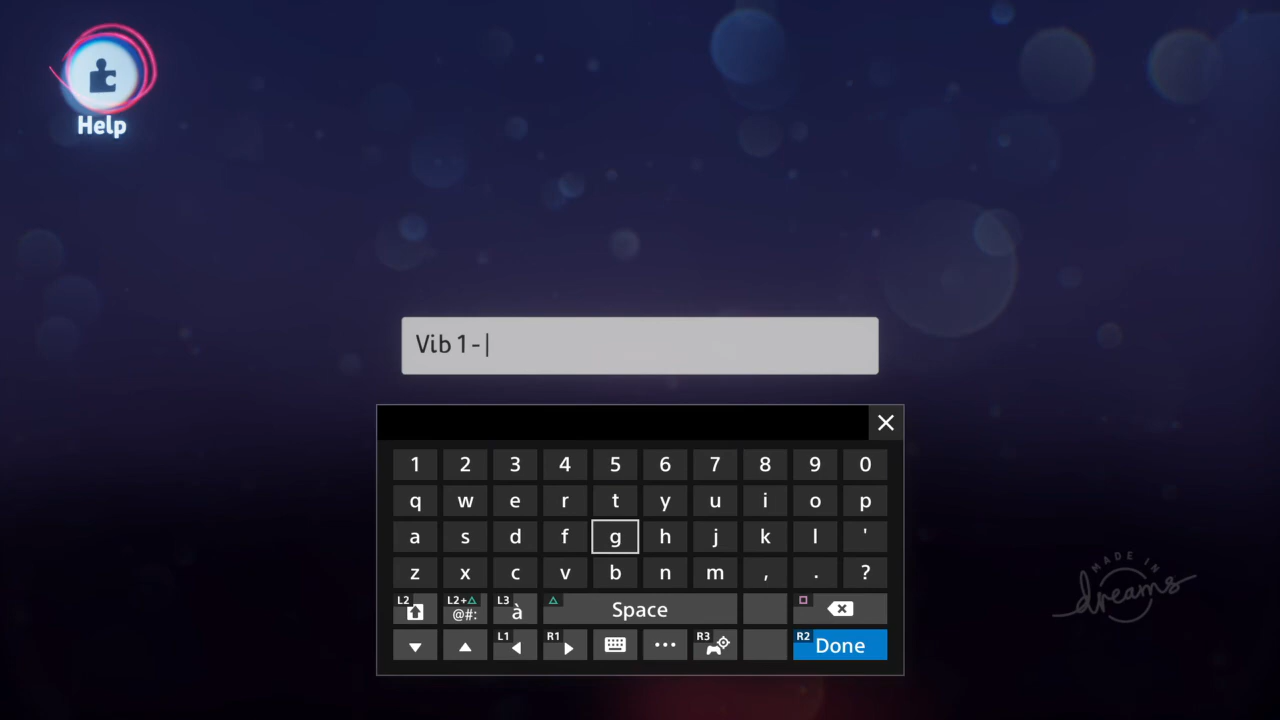 Help
Vib 1 -
1 2 3 4 5 6 7 8 9 0
q w e r t y u i o p
a s d f g h j k l '
z x c v b n m , . ?
L2 L2+△ @#: L3 à △ Space
L1 R1 ... R3 R2 Done
MADE IN
dreams